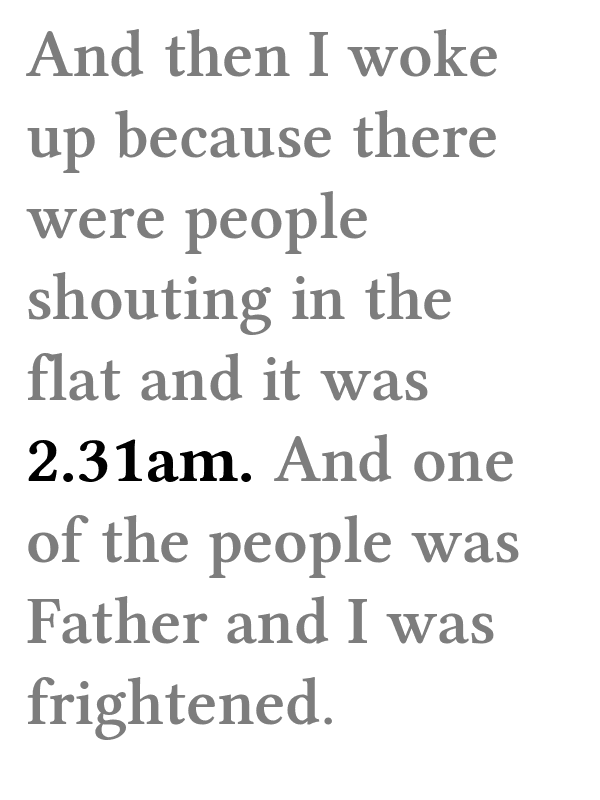 And then I woke
up because there
were people
shouting in the
flat and it was
2.31am. And one
of the people was
Father and I was
frightened.